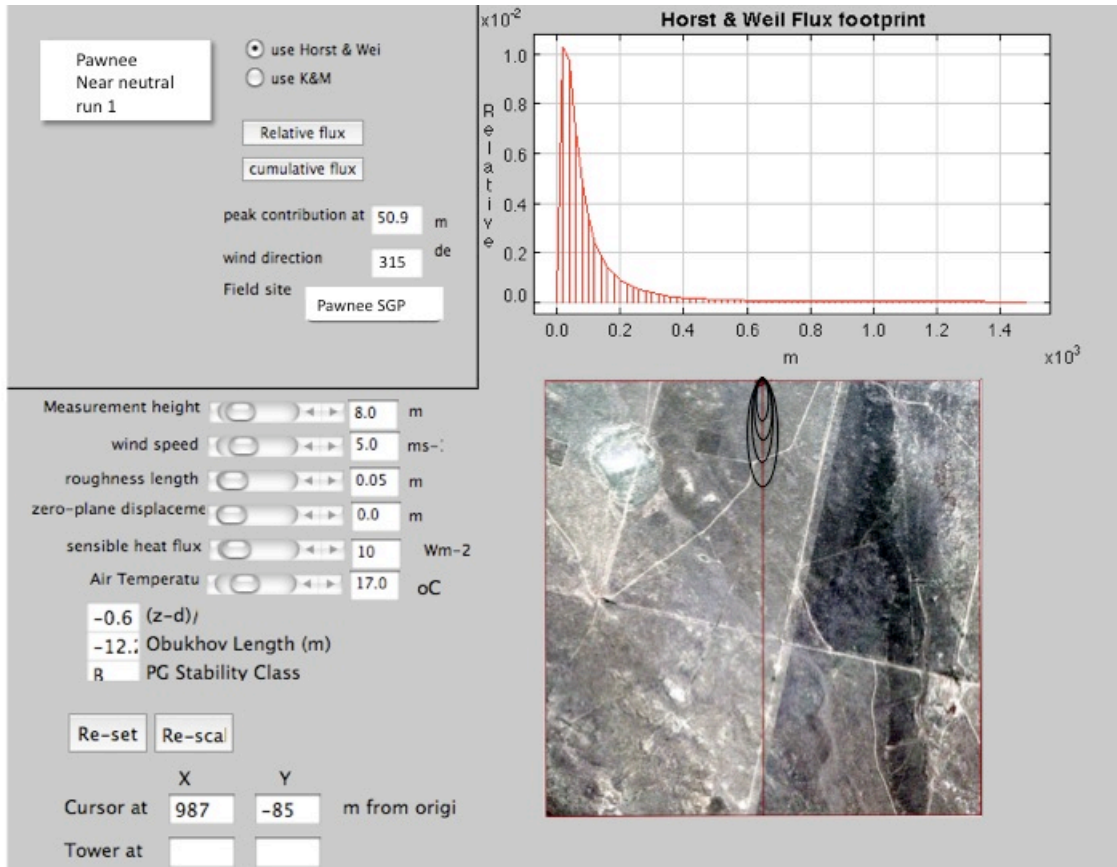 Pawnee
Near neutral
run 1
use Horst & Wei
use K&M
Relative flux
cumulative flux
peak contribution at 50.9 m
wind direction 315 de
Field site Pawnee SGP
x10-2 Horst & Weil Flux footprint
Relative
1.0
0.8
0.6
0.4
0.2
0.0
0.0 0.2 0.4 0.6 0.8 1.0 1.2 1.4
m x103
Measurement height 8.0 m
wind speed 5.0 ms-
roughness length 0.05 m
zero-plane displaceme 0.0 m
sensible heat flux 10 Wm-2
Air Temperatu 17.0 oC
-0.6 (z-d)/
-12. Obukhov Length (m)
B PG Stability Class
Re-set Re-scal
X Y
Cursor at 987 -85 m from origi
Tower at